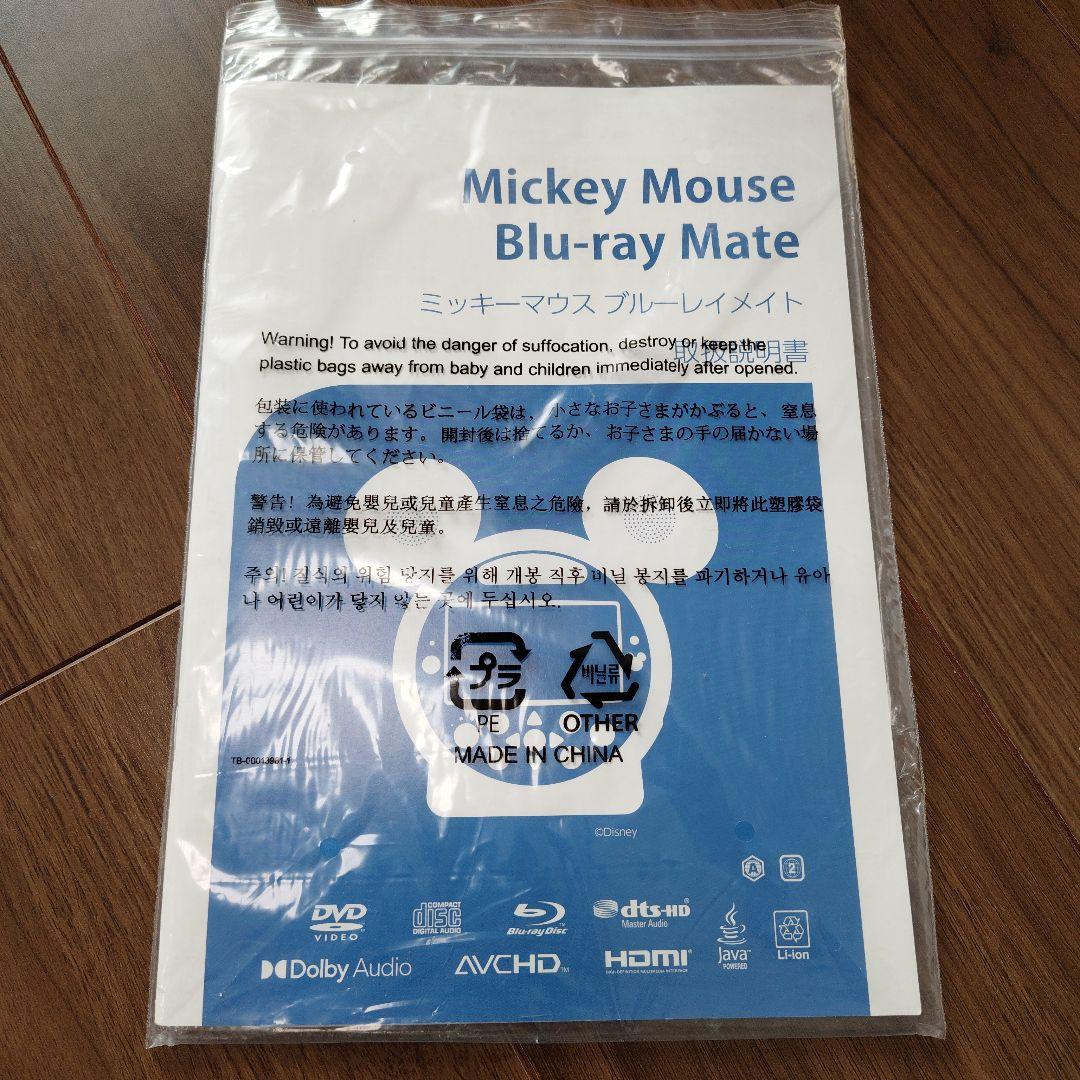 Mickey Mouse
Blu-ray Mate
ミッキーマウス ブルーレイメイト
取扱説明書
Warning! To avoid the danger of suffocation, destroy or keep the
plastic bags away from baby and children immediately after opened.
包装に使われているビニール袋は、小さなお子さまがかぶると、窒息
する危険があります。開封後は捨てるか、お子さまの手の届かない場
所に保管してください。
警告！為避免嬰兒或兒童產生窒息之危險，請於拆卸後立即將此塑膠袋
銷毀或遠離嬰兒及兒童。
주의! 질식의 위험 방지를 위해 개봉 직후 비닐 봉지를 파기하거나 유아
나 어린이가 닿지 않는 곳에 두십시오.
プラ
비닐류
PE
OTHER
MADE IN CHINA
TB-00013981-1
©Disney
A
2
DVD
VIDEO
COMPACT
disc
DIGITAL AUDIO
Blu-ray Disc™
dts-HD®
Master Audio
Java™
POWERED
Li-ion
Dolby Audio
AVCHD™
HDMI®
HIGH-DEFINITION MULTIMEDIA INTERFACE